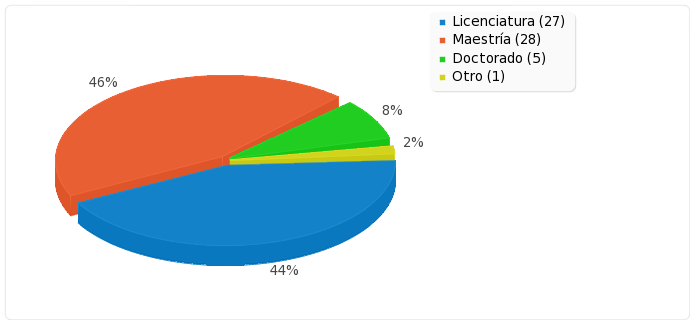 Licenciatura (27)
Maestría (28)
Doctorado (5)
Otro (1)
46%
8%
2%
44%